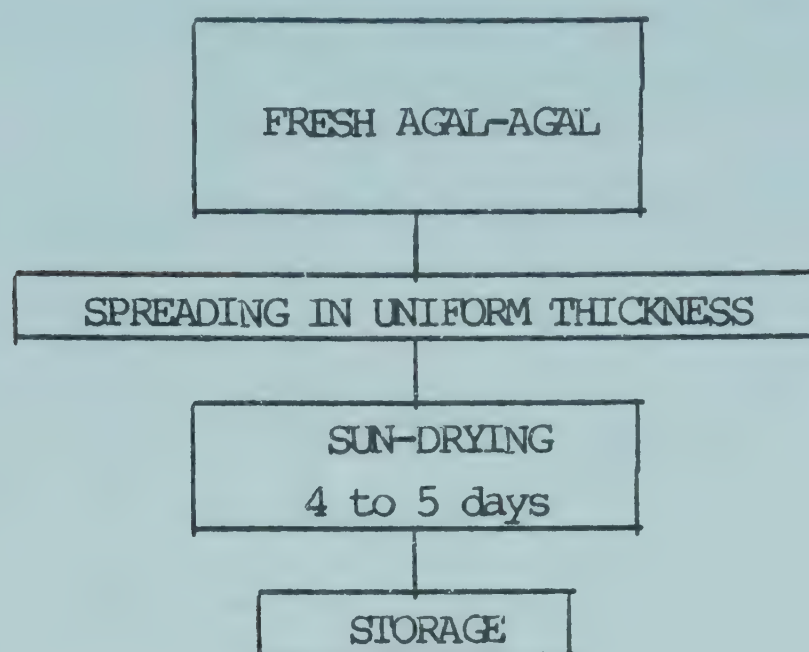 FRESH AGAL-AGAL
SPREADING IN UNIFORM THICKNESS
SUN-DRYING
4 to 5 days
STORAGE